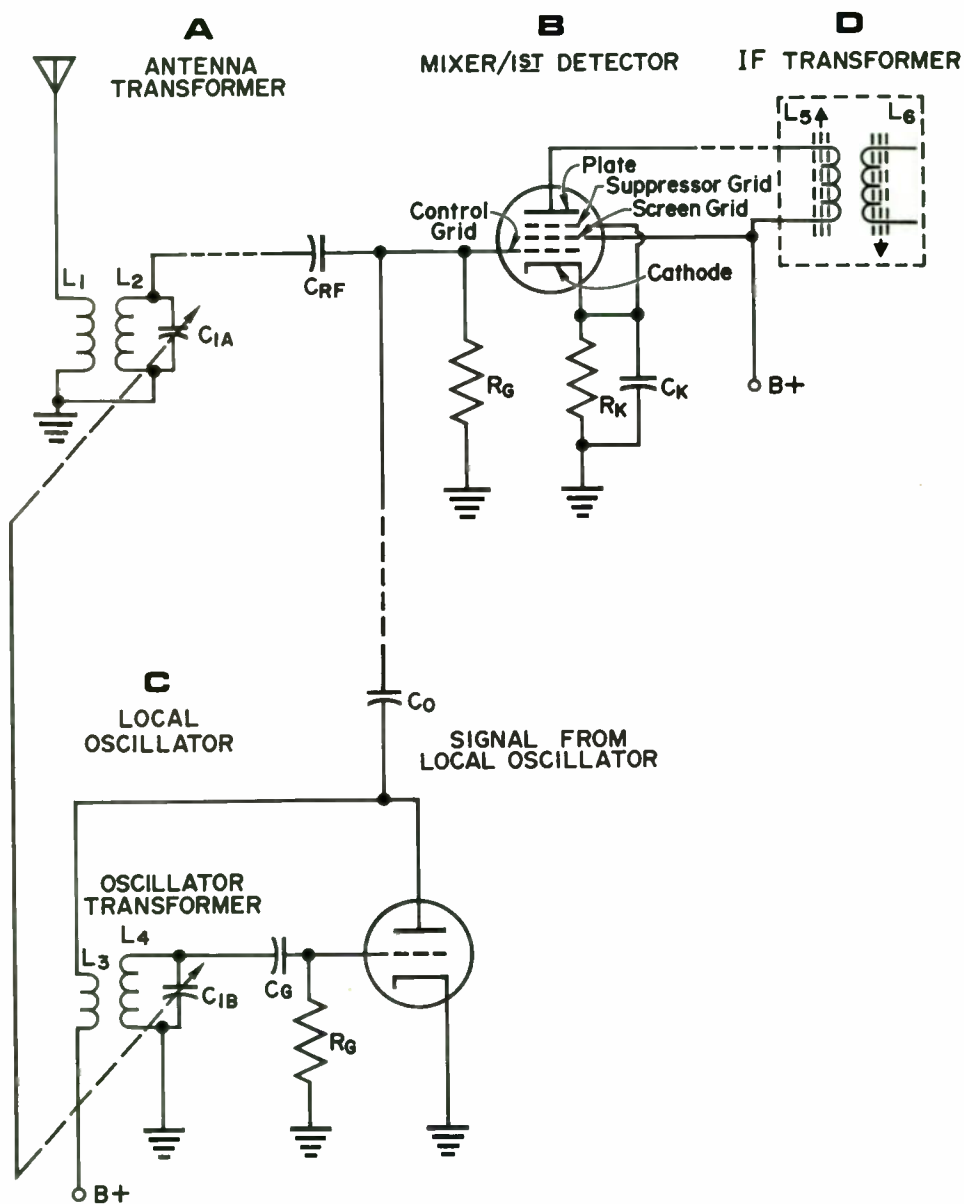 A
ANTENNA
TRANSFORMER
B
MIXER/1ST DETECTOR
D
IF TRANSFORMER
L5
L6
Plate
Suppressor Grid
Screen Grid
Control
Grid
Cathode
CRF
L1
L2
C1A
RG
RK
CK
B+
C
LOCAL
OSCILLATOR
CO
SIGNAL FROM
LOCAL OSCILLATOR
OSCILLATOR
TRANSFORMER
L3
L4
C1B
CG
RG
B+